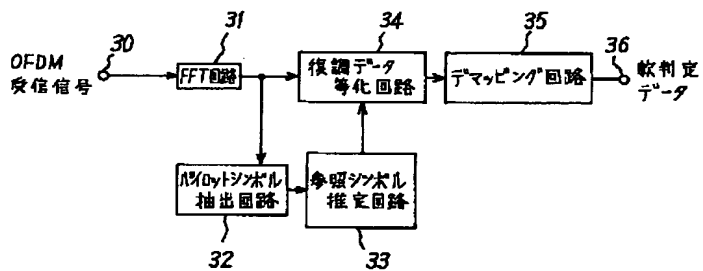 30
31
34
35
36
OFDM
受信信号
FFT回路
復調データ
等化回路
デマッピング回路
軟判定
データ
パイロットシンボル
抽出回路
参照シンボル
推定回路
32
33